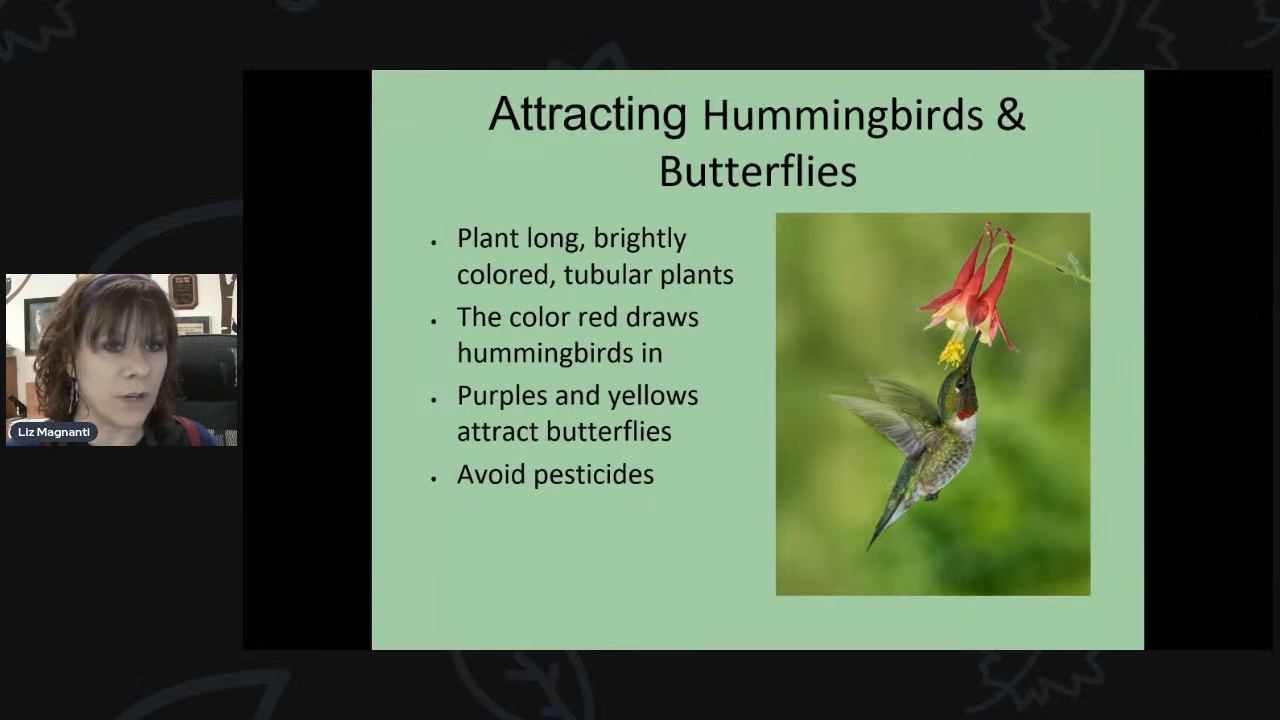 Attracting Hummingbirds &
Butterflies
• Plant long, brightly
colored, tubular plants
• The color red draws
hummingbirds in
• Purples and yellows
attract butterflies
• Avoid pesticides
Liz Magnanti